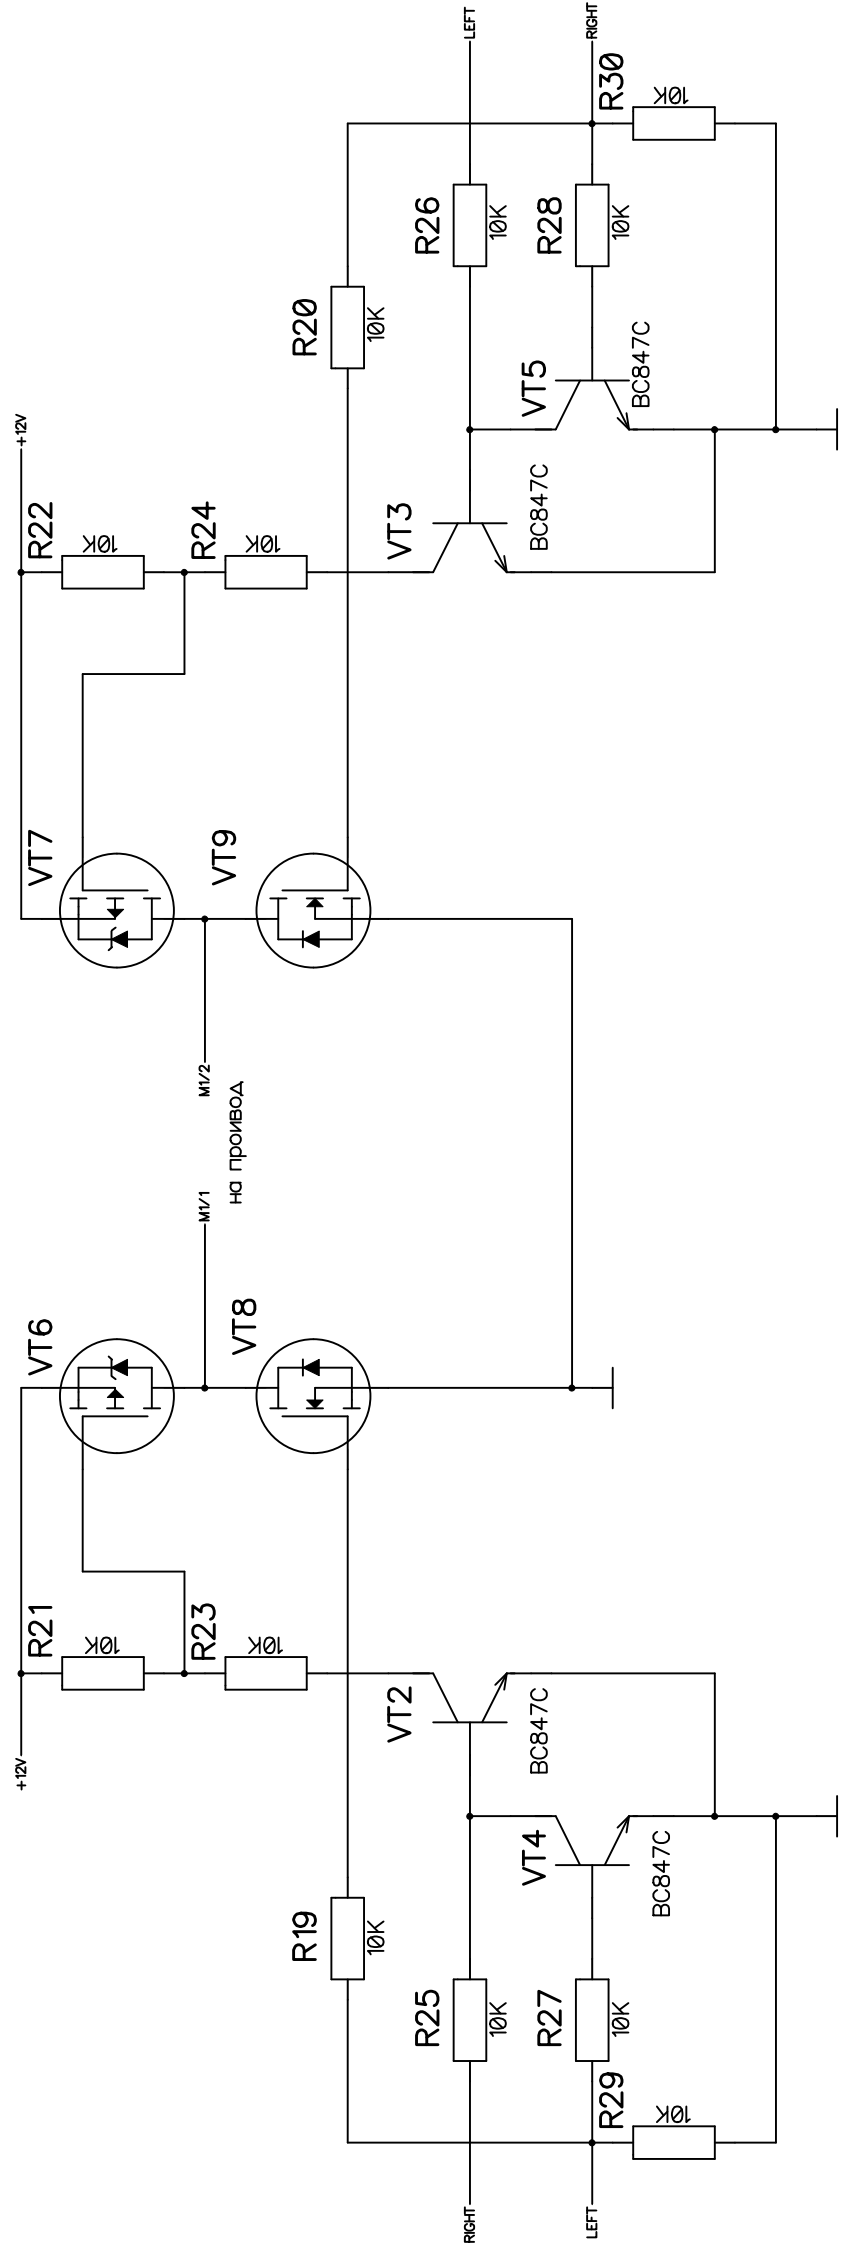 +12V
+12V
R21
VT6
VT7
R22
10K
10K
R23
M1/1
M1/2
VT9
R24
VT8
на проивод
10K
10K
R19
R20
10K
10K
VT2
VT3
R25
R26
LEFT
RIGHT
10K
10K
BC847C
BC847C
R27
VT4
VT5
R28
LEFT
RIGHT
10K
10K
R29
R30
BC847C
BC847C
10K
10K